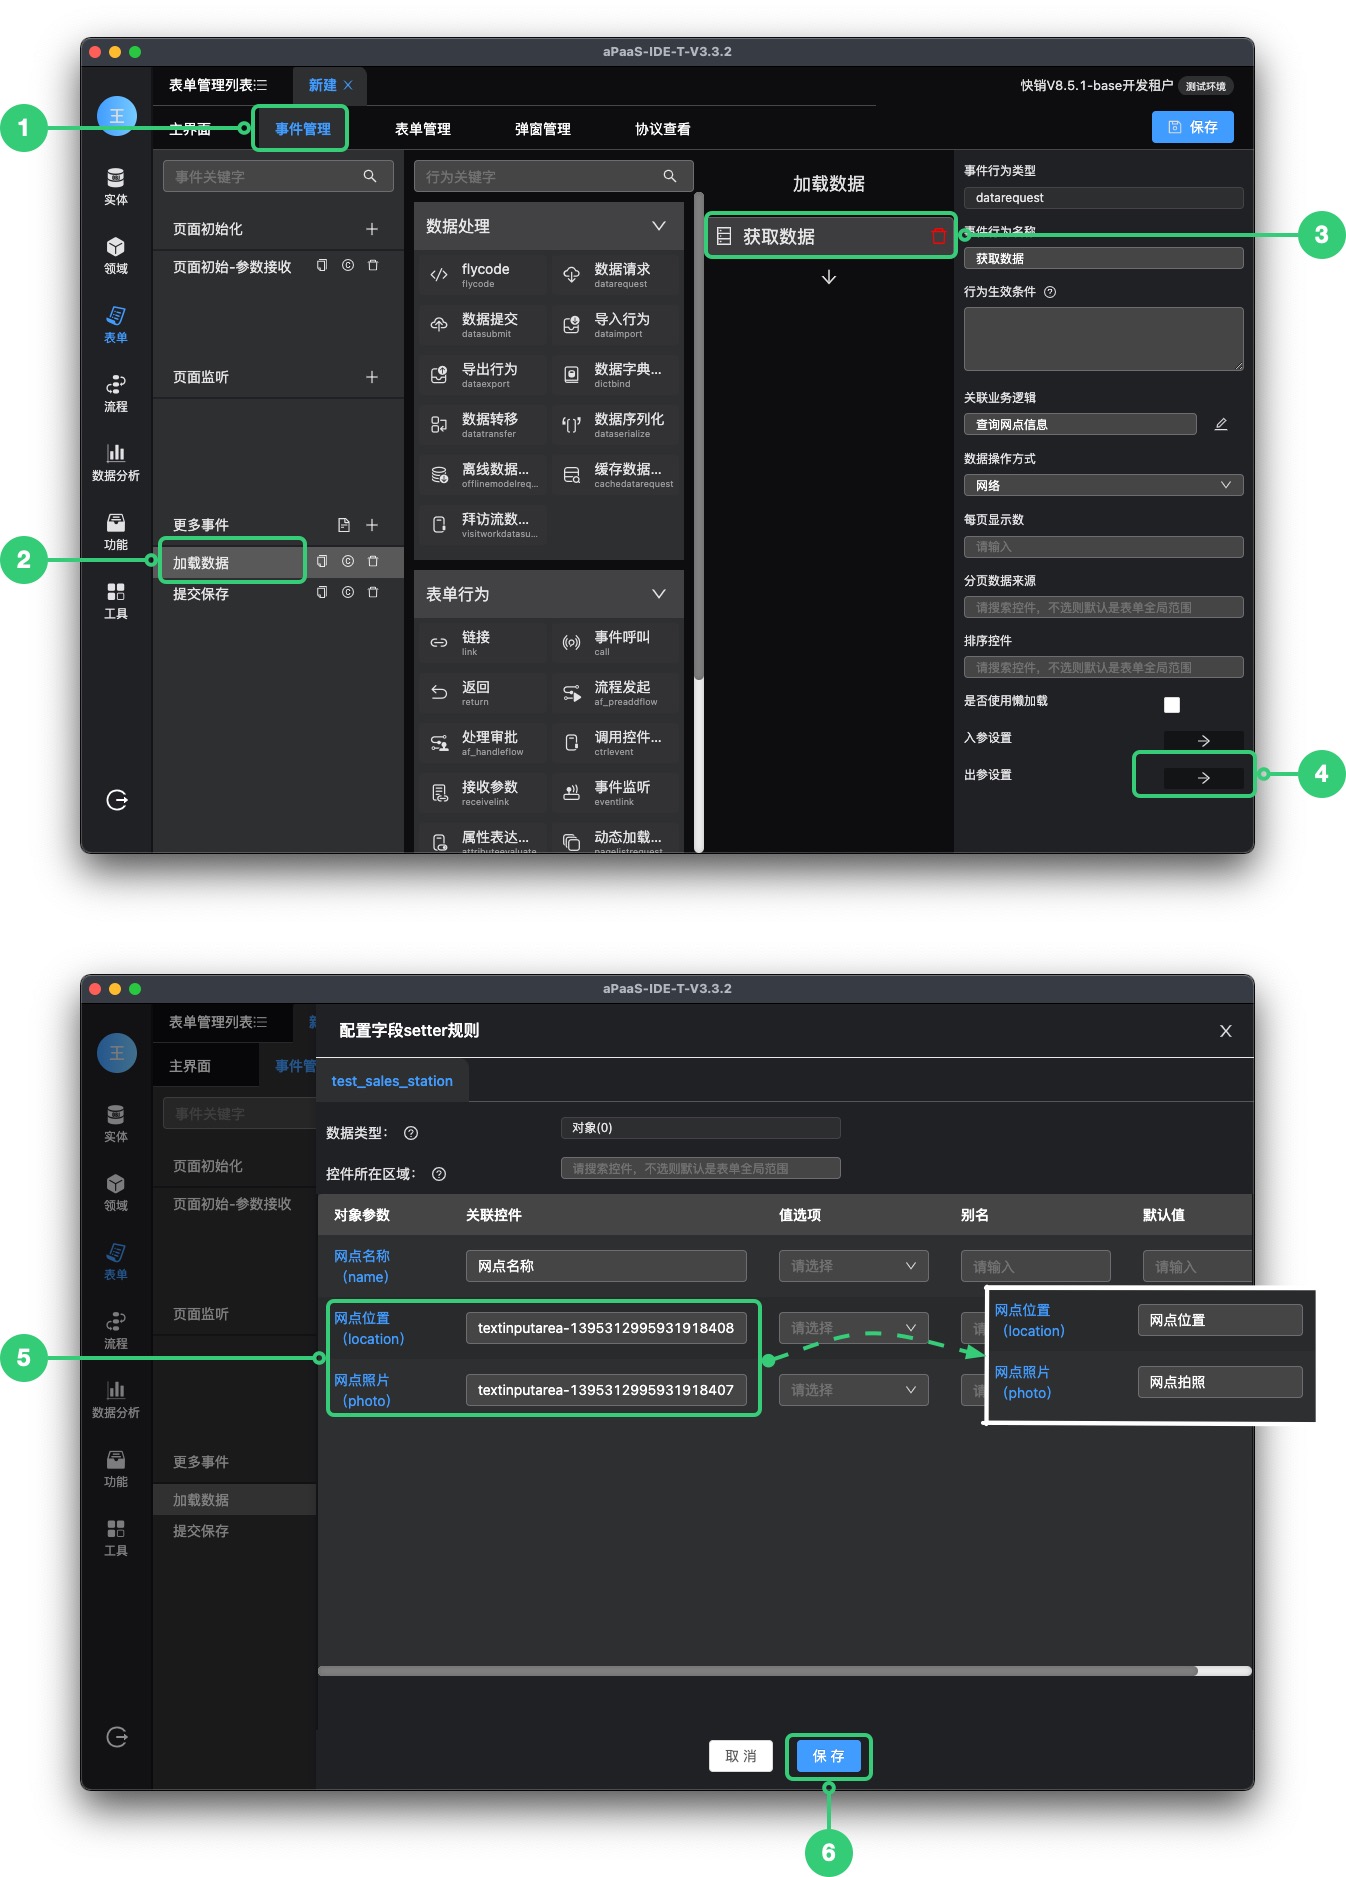 aPaaS-IDE-T-V3.3.2
王
表单管理列表
新建 X
快销V8.5.1-base开发租户
测试环境
1
主界面
事件管理
表单管理
弹窗管理
协议查看
保存
实体
领域
表单
流程
数据分析
功能
工具
事件关键字
页面初始化
页面初始-参数接收
页面监听
更多事件
2
加载数据
提交保存
行为关键字
数据处理
flycode
flycode
数据请求
datarequest
数据提交
datasubmit
导入行为
dataimport
导出行为
dataexport
数据字典...
dictbind
数据转移
datatransfer
数据序列化
dataserialize
离线数据...
offlinemodelreq...
缓存数据...
cachedatarequest
拜访流数...
visitworkdatasu...
表单行为
链接
link
事件呼叫
call
返回
return
流程发起
af_preaddflow
处理审批
af_handleflow
调用控件...
ctrlevent
接收参数
receivelink
事件监听
eventlink
属性表达...
attributeevaluate
动态加载...
pagelistrequest
加载数据
获取数据
3
事件行为类型
datarequest
事件行为名称
获取数据
行为生效条件
关联业务逻辑
查询网点信息
数据操作方式
网络
每页显示数
请输入
分页数据来源
请搜索控件，不选则默认是表单全局范围
排序控件
请搜索控件，不选则默认是表单全局范围
是否使用懒加载
入参设置
出参设置
4
aPaaS-IDE-T-V3.3.2
王
表单管理列表
新
主界面
事件管
事件关键字
实体
领域
表单
流程
数据分析
功能
工具
页面初始化
页面初始-参数接收
页面监听
更多事件
加载数据
提交保存
配置字段setter规则
X
test_sales_station
数据类型：
对象(0)
控件所在区域：
请搜索控件，不选则默认是表单全局范围
对象参数
关联控件
值选项
别名
默认值
网点名称
(name)
网点名称
请选择
请输入
请输入
5
网点位置
(location)
textinputarea-1395312995931918408
请选择
请
网点照片
(photo)
textinputarea-1395312995931918407
请选择
请
网点位置
(location)
网点位置
网点照片
(photo)
网点拍照
取 消
保 存
6